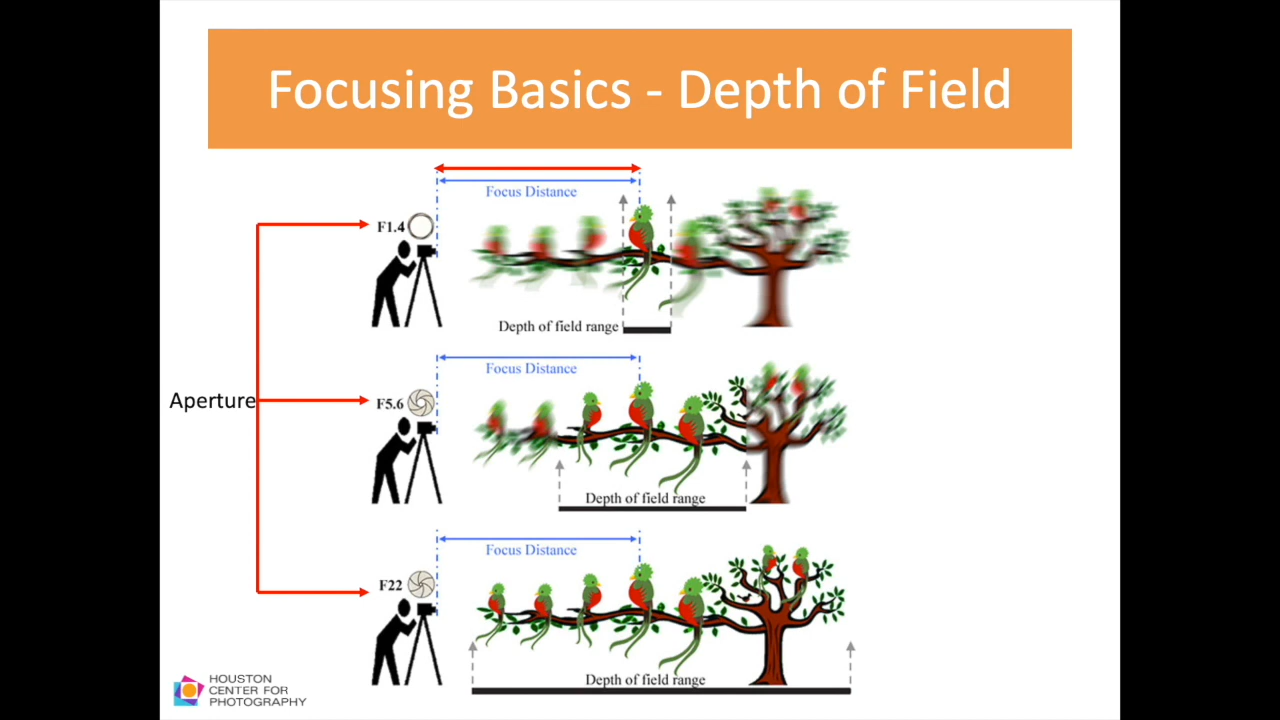 Focusing Basics - Depth of Field
Focus Distance
F1.4
Depth of field range
Focus Distance
Aperture
F5.6
Depth of field range
Focus Distance
F22
Depth of field range
HOUSTON
CENTER FOR
PHOTOGRAPHY